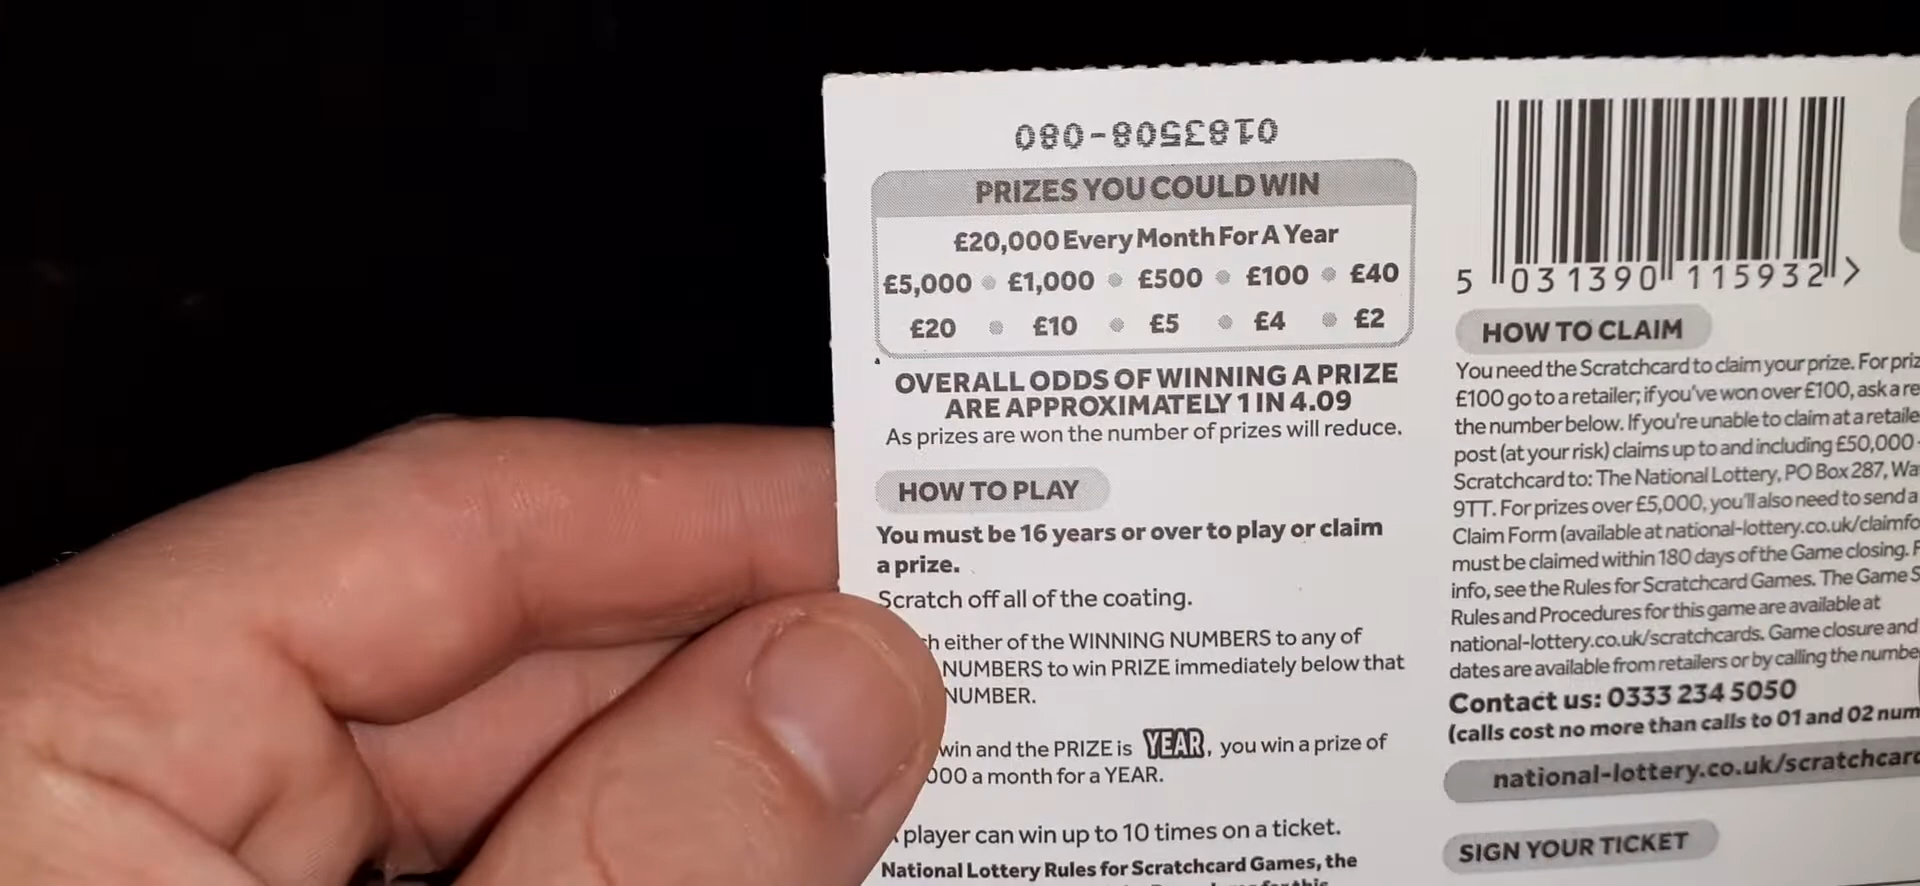 0183508-080
PRIZES YOU COULD WIN
£20,000 Every Month For A Year
£5,000 £1,000 £500 £100 £40
£20 £10 £5 £4 £2
OVERALL ODDS OF WINNING A PRIZE
ARE APPROXIMATELY 1 IN 4.09
As prizes are won the number of prizes will reduce.
HOW TO PLAY
You must be 16 years or over to play or claim
a prize.
Scratch off all of the coating.
either of the WINNING NUMBERS to any of
NUMBERS to win PRIZE immediately below that
NUMBER.
win and the PRIZE is YEAR, you win a prize of
000 a month for a YEAR.
player can win up to 10 times on a ticket.
National Lottery Rules for Scratchcard Games, the
5 031390 115932 >
HOW TO CLAIM
You need the Scratchcard to claim your prize. For
£100 go to a retailer; if you've won over £100, ask a
the number below. If you're unable to claim at a
post (at your risk) claims up to and including £50,000
Scratchcard to: The National Lottery, PO Box 287,
9TT. For prizes over £5,000, you'll also need to send a
Claim Form (available at national-lottery.co.uk/
must be claimed within 180 days of the Game closing.
info, see the Rules for Scratchcard Games. The Game
Rules and Procedures for this game are available at
national-lottery.co.uk/scratchcards. Game closure and
dates are available from retailers or by calling the
Contact us: 0333 234 5050
(calls cost no more than calls to 01 and 02
national-lottery.co.uk/scratchcard
SIGN YOUR TICKET